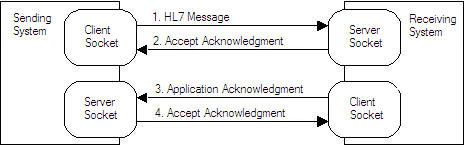 Sending
System
Client
Socket
1. HL7 Message
2. Accept Acknowledgment
Server
Socket
Receiving
System
Server
Socket
3. Application Acknowledgment
4. Accept Acknowledgment
Client
Socket